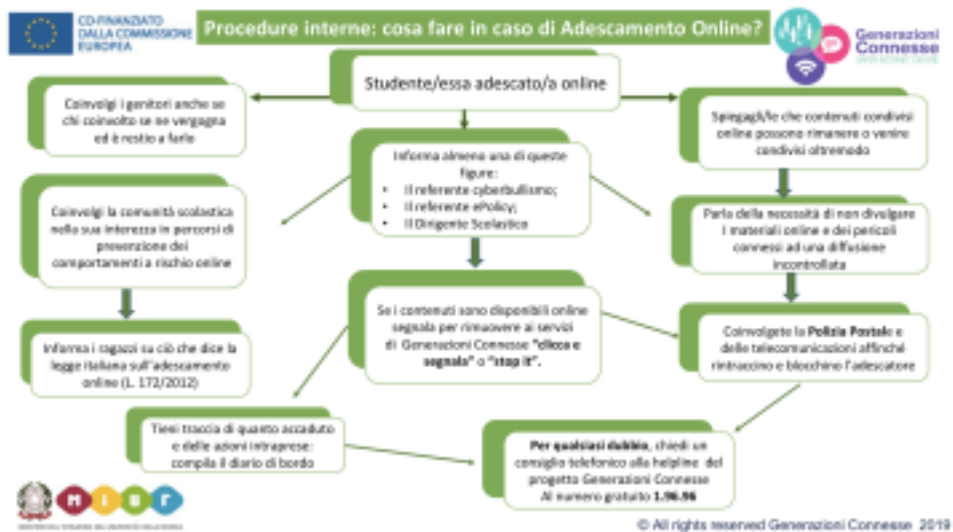 CO-FINANZIATO
DALLA COMMISSIONE
EUROPEA
Procedure interne: cosa fare in caso di Adescamento Online?
Generazioni
Connesse
Studente/essa adescato/a online
Coinvolgi i genitori anche se
chi coinvolto se ne vergogna
ed è restio a farlo
Informa almeno una di queste
figure:
• Il referente cyberbullismo;
• Il referente ePolicy;
• Il Dirigente Scolastico
Spiegagli/le che contenuti condivisi
online possono rimanere o venire
condivisi oltremodo
Coinvolgi la comunità scolastica
nella sua interezza in percorsi di
prevenzione dei
comportamenti a rischio online
Parla della necessità di non divulgare
i materiali online e dei pericoli
connessi ad una diffusione
incontrollata
Se i contenuti sono disponibili online
segnala per rimuovere ai servizi
di Generazioni Connesse "clicca e
segnala" o "stop it".
Informa i ragazzi su ciò che dice la
legge italiana sull'adescamento
online (L. 172/2012)
Coinvolgete la Polizia Postale e
delle telecomunicazioni affinché
rintraccino e blocchino l'adescatore
Tieni traccia di quanto accaduto
e delle azioni intraprese:
compila il diario di bordo
Per qualsiasi dubbio, chiedi un
consiglio telefonico alla helpline del
progetto Generazioni Connesse
Al numero gratuito 1.96.96
miur
© All rights reserved Generazioni Connesse 2019